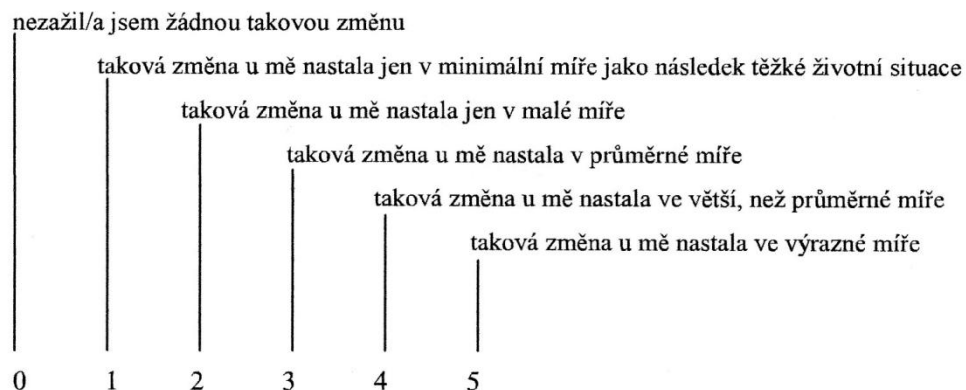 nezažil/a jsem žádnou takovou změnu
taková změna u mě nastala jen v minimální míře jako následek těžké životní situace
taková změna u mě nastala jen v malé míře
taková změna u mě nastala v průměrné míře
taková změna u mě nastala ve větší, než průměrné míře
taková změna u mě nastala ve výrazné míře
0 1 2 3 4 5